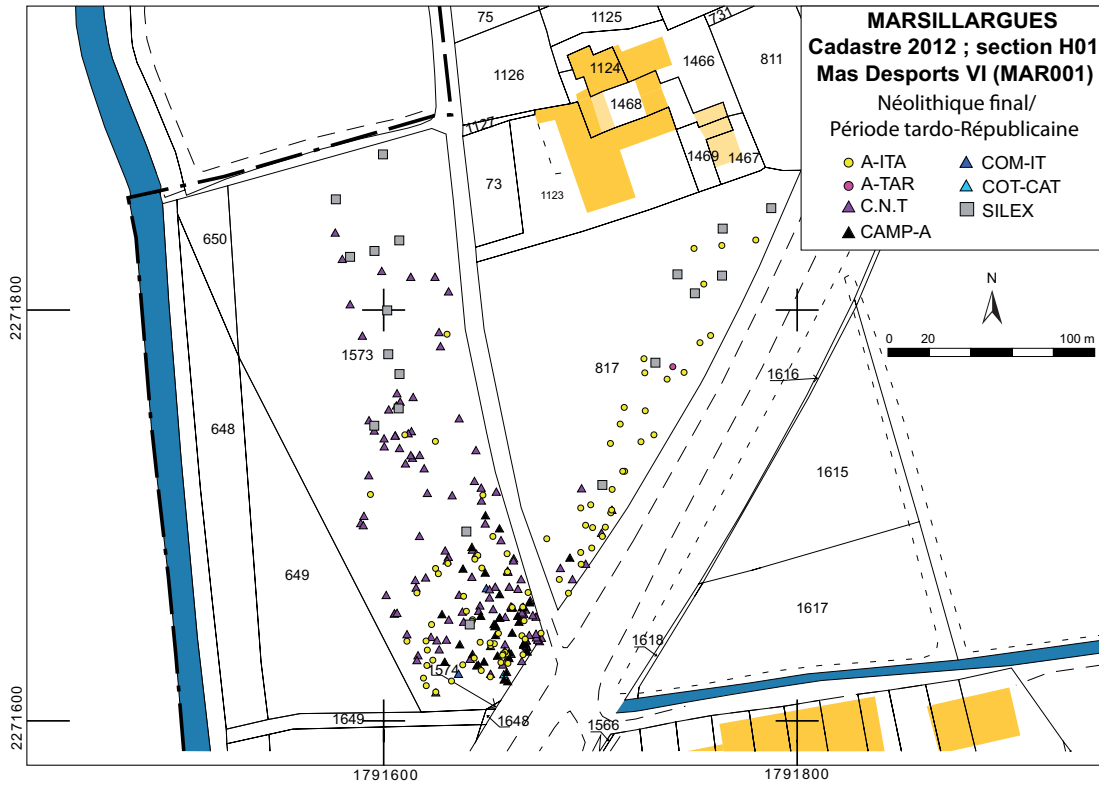 MARSILLARGUES
Cadastre 2012 ; section H01
Mas Desports VI (MAR001)
Néolithique final/
Période tardo-Républicaine
A-ITA
A-TAR
C.N.T
CAMP-A
COM-IT
COT-CAT
SILEX
N
0 20 100 m
75
1125
731
1126
1124
1466
811
1468
1127
1469
1467
73
1123
650
2271800
1573
817
1616
648
1615
649
1617
1618
1574
2271600
1649
1648
1566
1791600
1791800